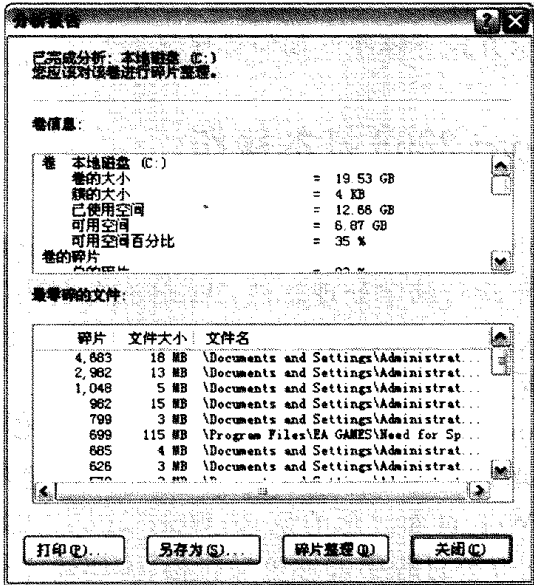 分析报告
已完成分析: 本地磁盘 (C:)
您应该对该卷进行碎片整理。
卷信息:
卷 本地磁盘 (C:)
卷的大小 = 19.53 GB
簇的大小 = 4 KB
已使用空间 = 12.66 GB
可用空间 = 6.87 GB
可用空间百分比 = 35 %
卷的碎片
最零碎的文件:
碎片 文件大小 文件名
4,883 18 MB \Documents and Settings\Administrat...
2,982 13 MB \Documents and Settings\Administrat...
1,048 5 MB \Documents and Settings\Administrat...
982 15 MB \Documents and Settings\Administrat...
799 3 MB \Documents and Settings\Administrat...
699 115 MB \Program Files\EA GAMES\Need for Sp...
685 4 MB \Documents and Settings\Administrat...
626 3 MB \Documents and Settings\Administrat...
打印(P)... 另存为(S)... 碎片整理(D) 关闭(C)